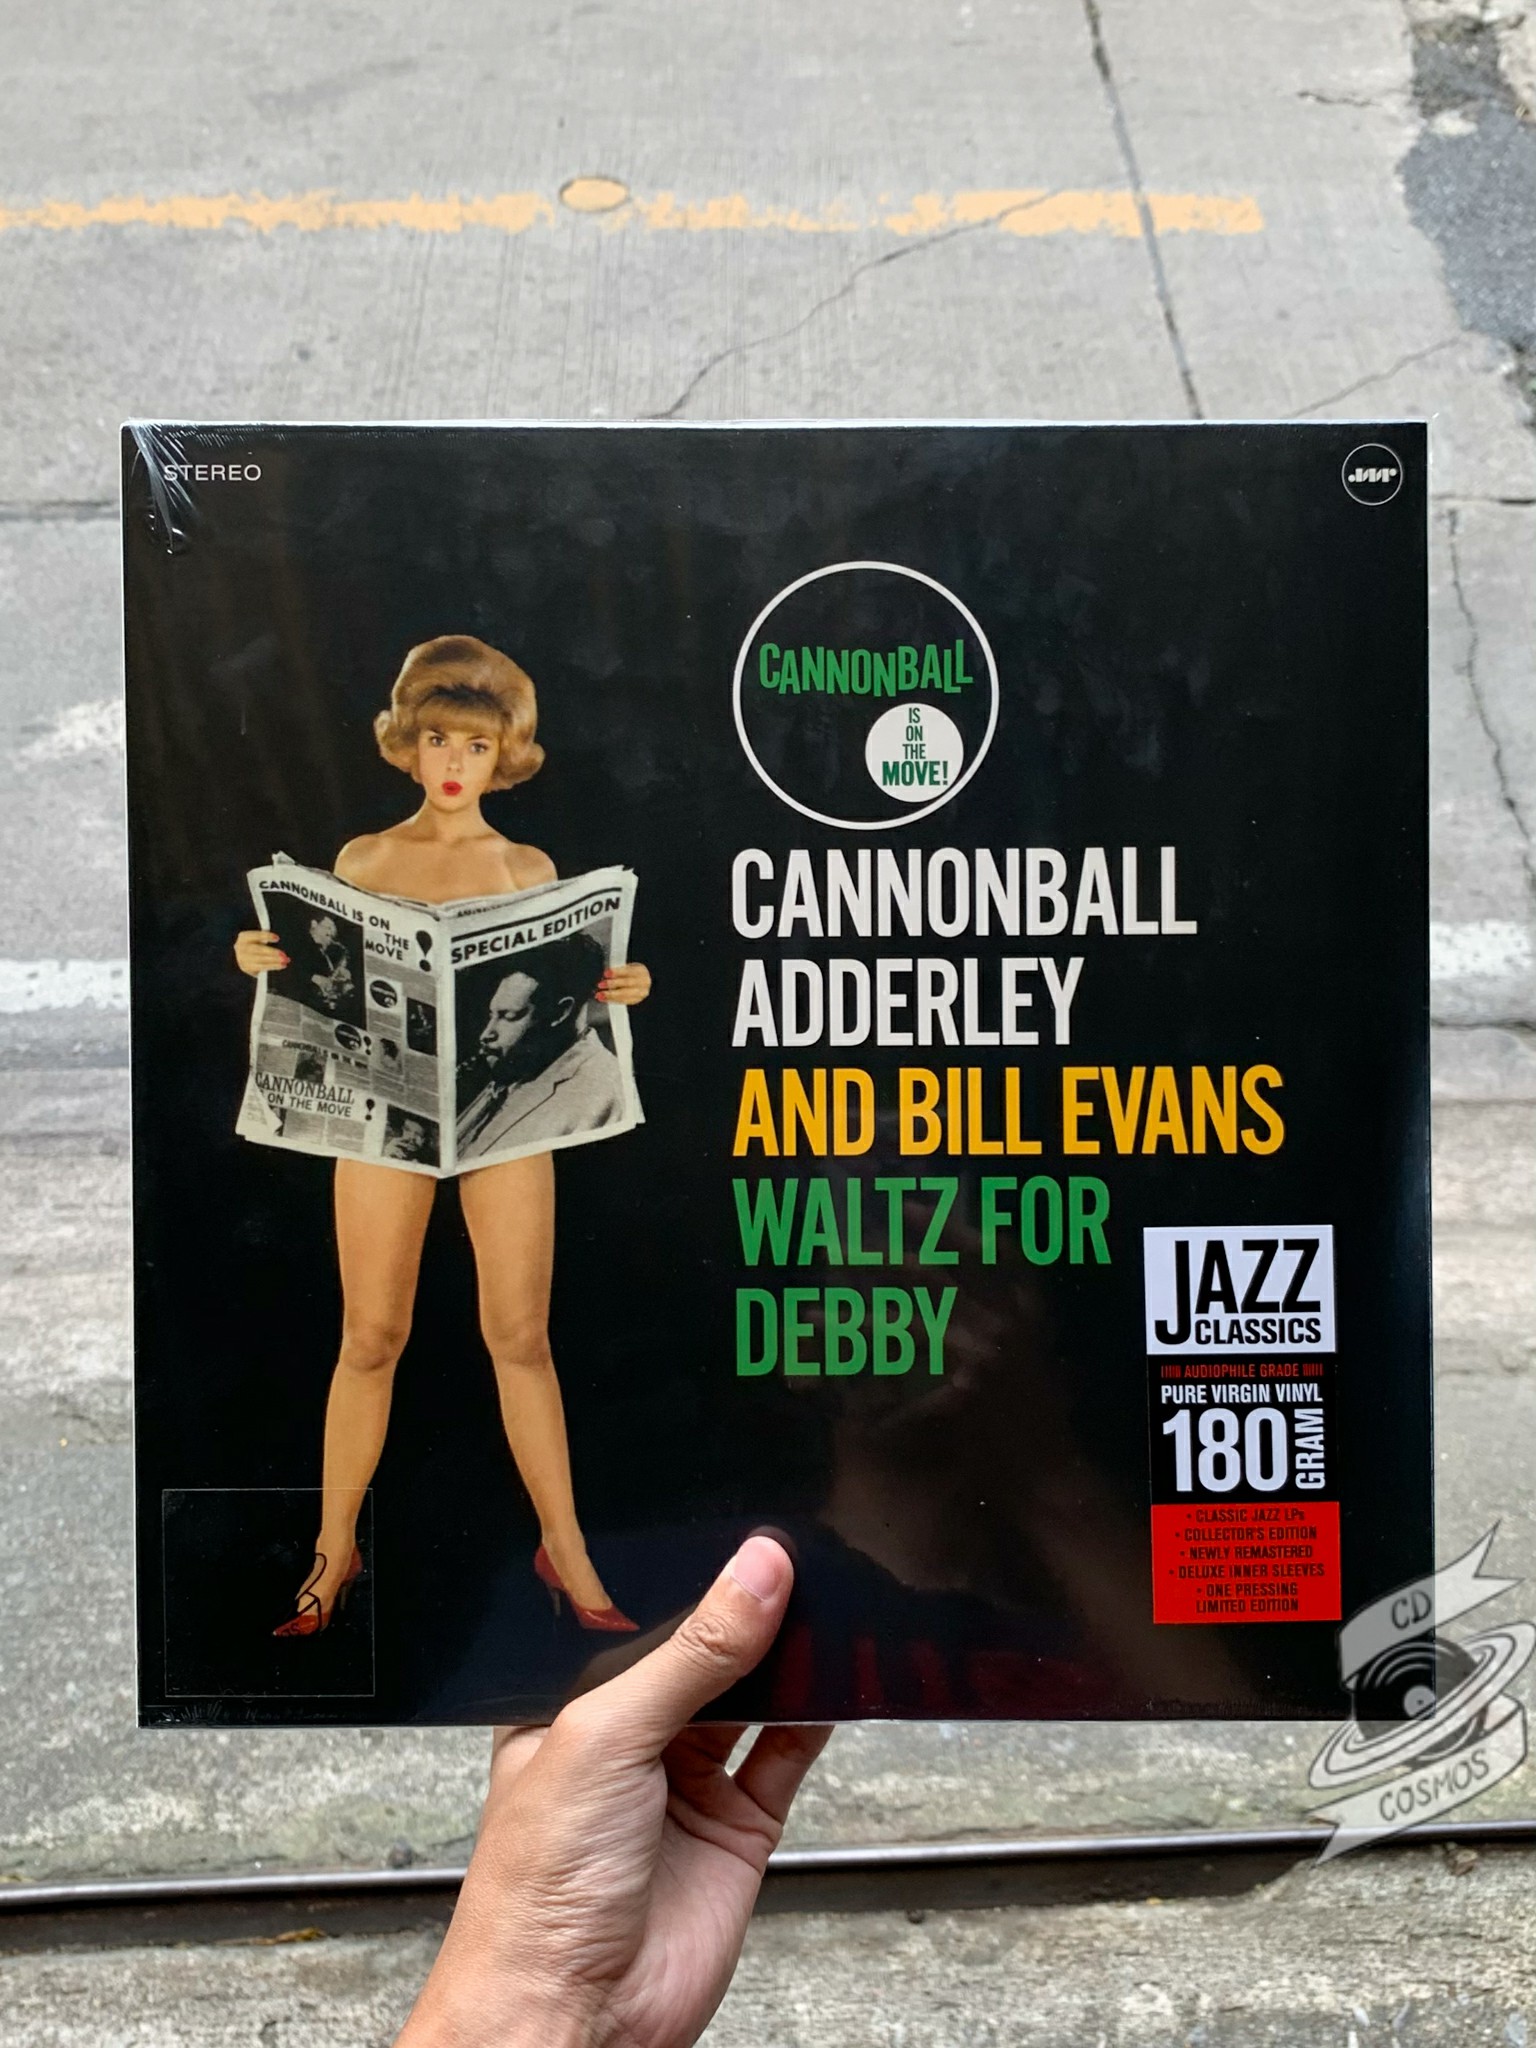 STEREO
CANNONBALL
IS
ON
THE
MOVE!
CANNONBALL
ADDERLEY
AND BILL EVANS
WALTZ FOR
DEBBY
CANNONBALL IS ON
THE
MOVE !
SPECIAL EDITION
CANNONBALL
ON THE MOVE !
JAZZ
CLASSICS
AUDIOPHILE GRADE
PURE VIRGIN VINYL
180 GRAM
• CLASSIC JAZZ LPs
• COLLECTOR'S EDITION
• NEWLY REMASTERED
• DELUXE INNER SLEEVES
• ONE PRESSING
LIMITED EDITION
CD
COSMOS